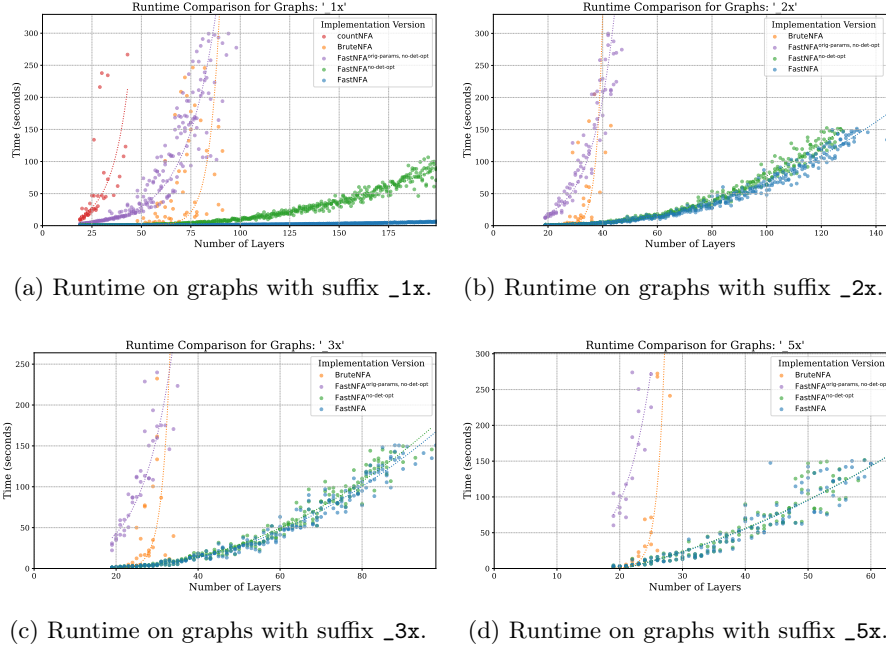 Runtime Comparison for Graphs: '_1x'
Implementation Version
countNFA
BruteNFA
FastNFA^orig-params, no-det-opt
FastNFA^no-det-opt
FastNFA
Time (seconds)
300
250
200
150
100
50
0
0 25 50 75 100 125 150 175
Number of Layers
(a) Runtime on graphs with suffix _1x.
Runtime Comparison for Graphs: '_2x'
Implementation Version
BruteNFA
FastNFA^orig-params, no-det-opt
FastNFA^no-det-opt
FastNFA
300
250
200
150
100
50
0
0 20 40 60 80 100 120 140
Number of Layers
(b) Runtime on graphs with suffix _2x.
Runtime Comparison for Graphs: '_3x'
Implementation Version
BruteNFA
FastNFA^orig-params, no-det-opt
FastNFA^no-det-opt
FastNFA
Time (seconds)
250
200
150
100
50
0
0 20 40 60 80
Number of Layers
(c) Runtime on graphs with suffix _3x.
Runtime Comparison for Graphs: '_5x'
Implementation Version
BruteNFA
FastNFA^orig-params, no-det-opt
FastNFA^no-det-opt
FastNFA
300
250
200
150
100
50
0
0 10 20 30 40 50 60
Number of Layers
(d) Runtime on graphs with suffix _5x.